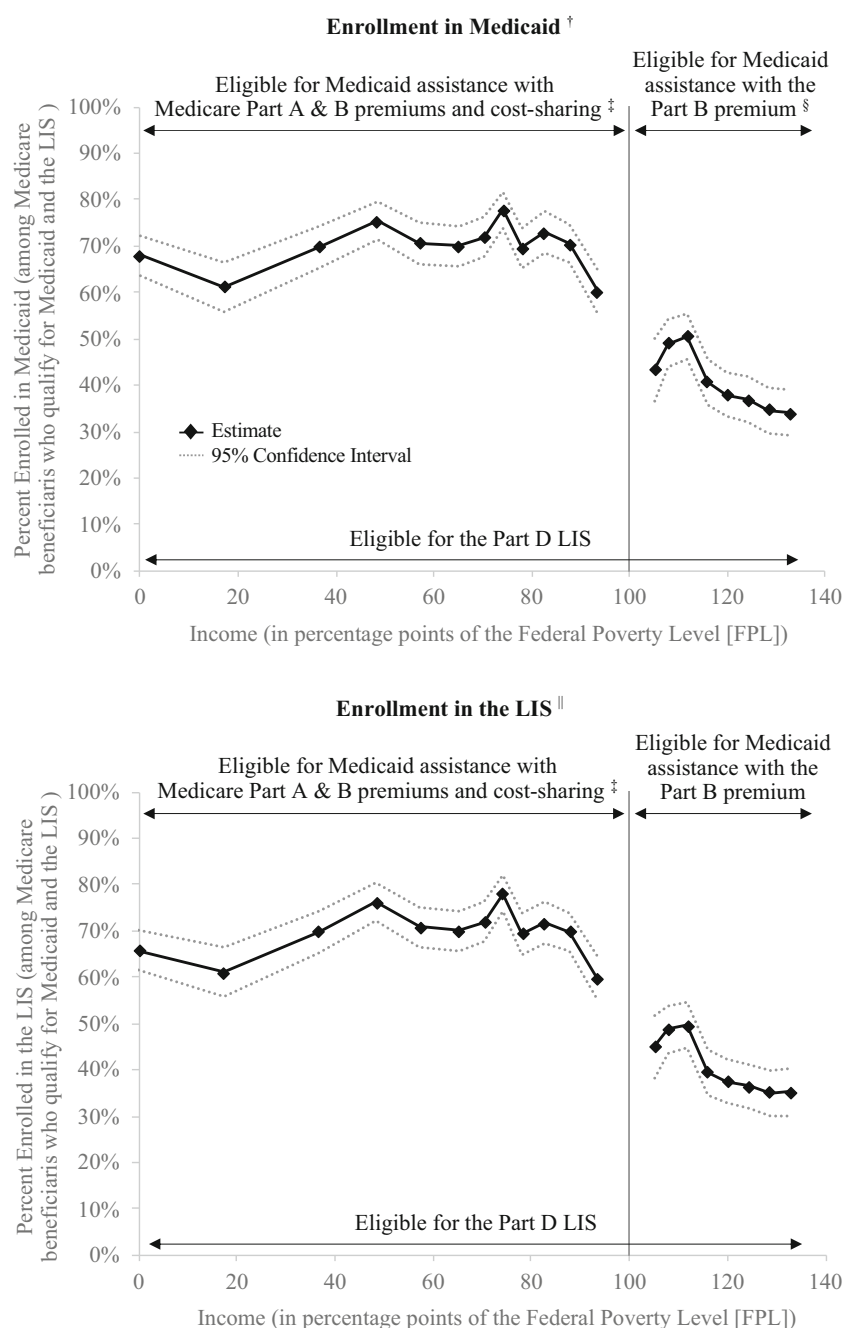 Enrollment in Medicaid †
Eligible for Medicaid assistance with
Medicare Part A & B premiums and cost-sharing ‡
Eligible for Medicaid
assistance with the
Part B premium §
Percent Enrolled in Medicaid (among Medicare
beneficiaris who qualify for Medicaid and the LIS )
100%
90%
80%
70%
60%
50%
40%
30%
20%
10%
0%
Estimate
95% Confidence Interval
Eligible for the Part D LIS
0 20 40 60 80 100 120 140
Income (in percentage points of the Federal Poverty Level [FPL])
Enrollment in the LIS ||
Eligible for Medicaid assistance with
Medicare Part A & B premiums and cost-sharing ‡
Eligible for Medicaid
assistance with the
Part B premium
Percent Enrolled in the LIS (among Medicare
beneficiaris who qualify for Medicaid and the LIS )
100%
90%
80%
70%
60%
50%
40%
30%
20%
10%
0%
Eligible for the Part D LIS
0 20 40 60 80 100 120 140
Income (in percentage points of the Federal Poverty Level [FPL])